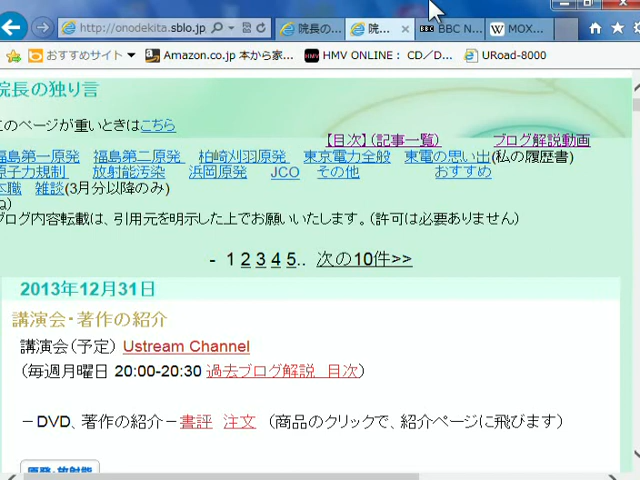 http://onodekita.sblo.jp
院長の...
院...
BBC N...
MOX...
おすすめサイト
Amazon.co.jp 本から家...
HMV ONLINE : CD／D...
URoad-8000
院長の独り言
このページが重いときはこちら
【目次】（記事一覧） ブログ解説動画
福島第一原発 福島第二原発 柏崎刈羽原発 東京電力全般 東電の思い出(私の履歴書)
原子力規制 放射能汚染 浜岡原発 JCO その他 おすすめ
本職 雑談(3月分以降のみ)
ね)
ブログ内容転載は、引用元を明示した上でお願いいたします。（許可は必要ありません）
- 1 2 3 4 5.. 次の10件>>
2013年12月31日
講演会・著作の紹介
講演会（予定） Ustream Channel
（毎週月曜日 20:00-20:30 過去ブログ解説 目次）
－DVD、著作の紹介－書評 注文 （商品のクリックで、紹介ページに飛びます）
原発・放射能